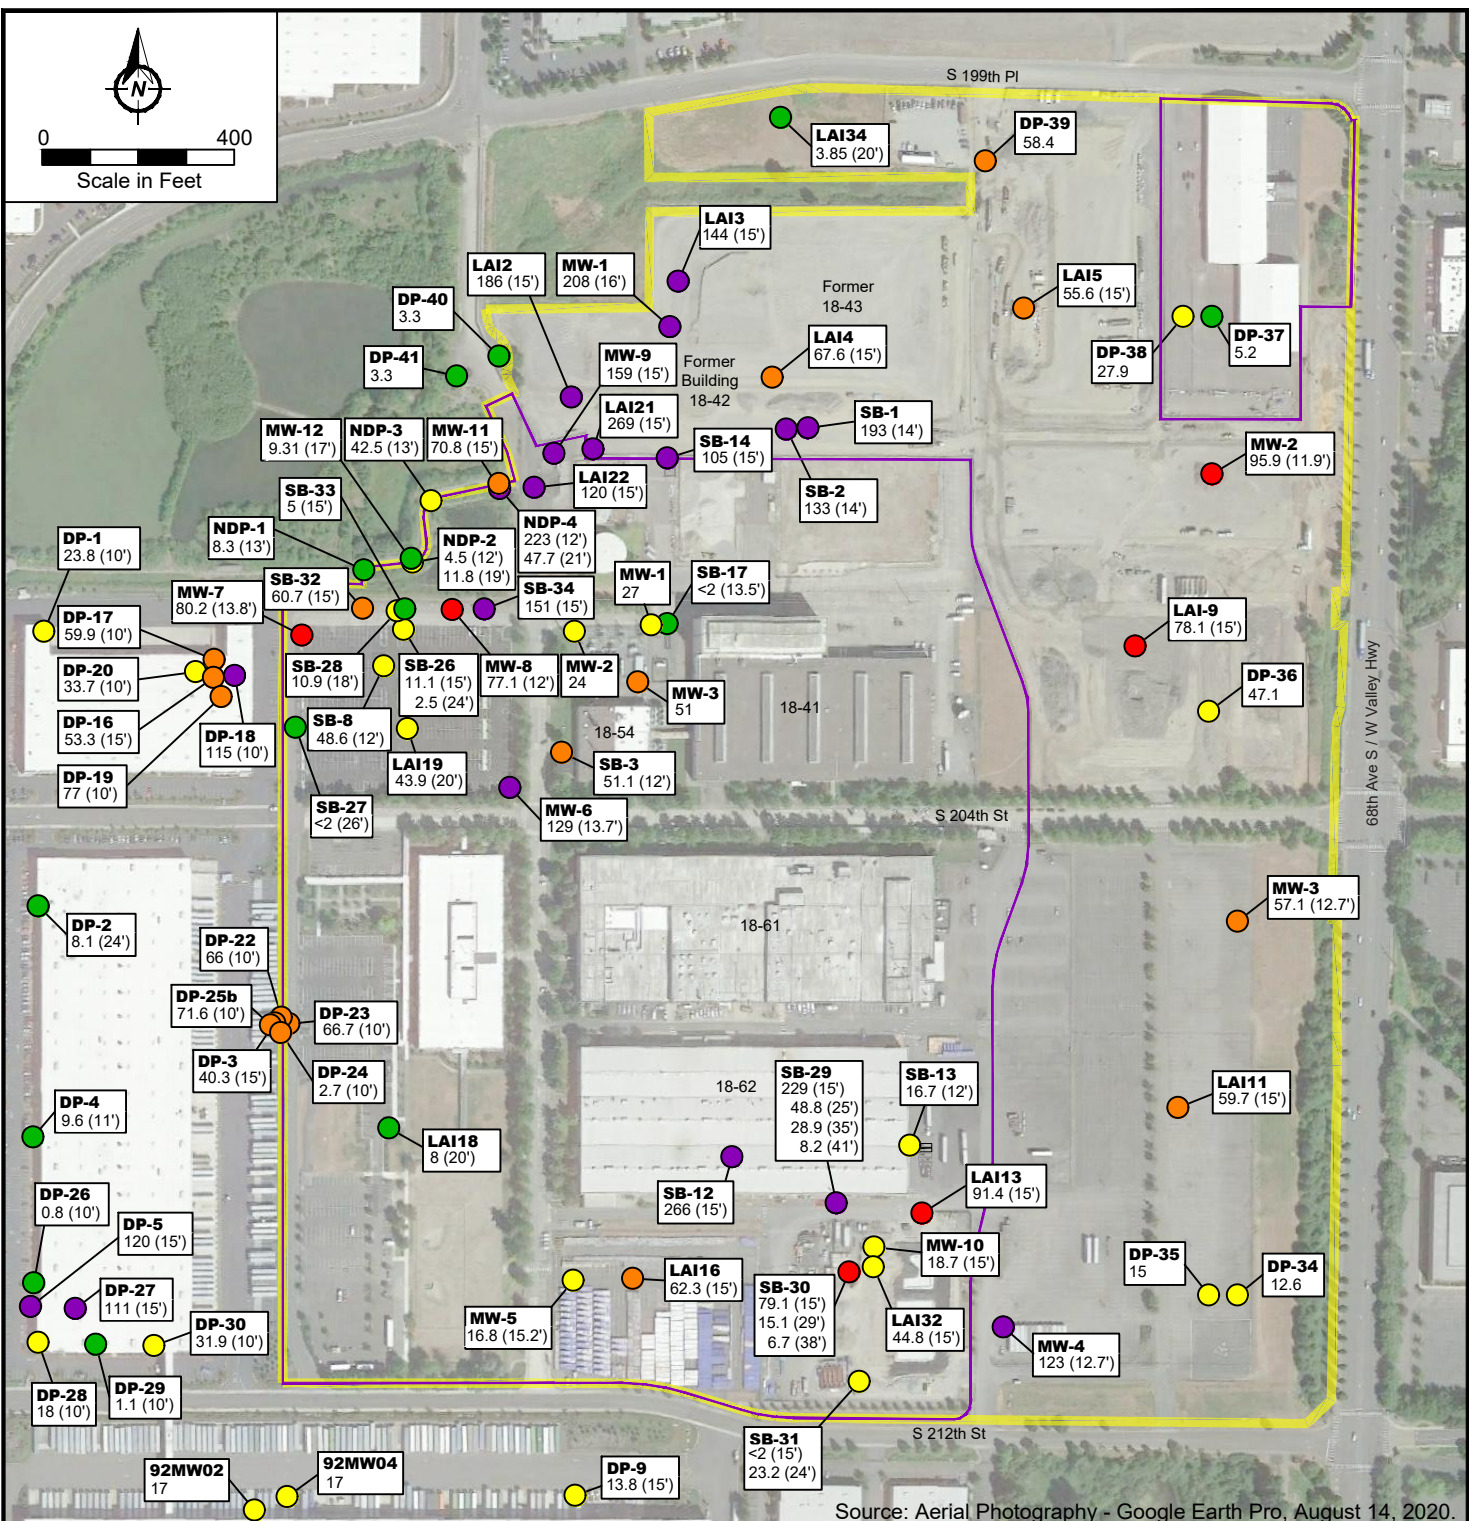 N
0 400
Scale in Feet
S 199th Pl
LAI34
3.85 (20')
DP-39
58.4
LAI3
144 (15')
LAI2
186 (15')
MW-1
208 (16')
DP-40
3.3
DP-41
3.3
Former
18-43
LAI5
55.6 (15')
LAI4
67.6 (15')
DP-38
27.9
DP-37
5.2
MW-9
159 (15')
Former
Building
18-42
LAI21
269 (15')
SB-1
193 (14')
SB-14
105 (15')
SB-2
133 (14')
MW-2
95.9 (11.9')
MW-12
9.31 (17')
NDP-3
42.5 (13')
MW-11
70.8 (15')
LAI22
120 (15')
SB-33
5 (15')
NDP-4
223 (12')
47.7 (21')
NDP-2
4.5 (12')
11.8 (19')
NDP-1
8.3 (13')
DP-1
23.8 (10')
MW-7
80.2 (13.8')
SB-32
60.7 (15')
SB-34
151 (15')
MW-1
27
SB-17
<2 (13.5')
DP-17
59.9 (10')
LAI-9
78.1 (15')
DP-20
33.7 (10')
SB-28
10.9 (18')
SB-26
11.1 (15')
2.5 (24')
MW-8
77.1 (12')
MW-2
24
MW-3
51
DP-36
47.1
DP-16
53.3 (15')
DP-18
115 (10')
SB-8
48.6 (12')
18-41
18-54
DP-19
77 (10')
LAI19
43.9 (20')
SB-3
51.1 (12')
SB-27
<2 (26')
MW-6
129 (13.7')
S 204th St
68th Ave S / W Valley Hwy
MW-3
57.1 (12.7')
DP-2
8.1 (24')
DP-22
66 (10')
18-61
DP-25b
71.6 (10')
DP-23
66.7 (10')
DP-3
40.3 (15')
DP-24
2.7 (10')
18-62
SB-29
229 (15')
48.8 (25')
28.9 (35')
8.2 (41')
SB-13
16.7 (12')
LAI11
59.7 (15')
DP-4
9.6 (11')
LAI18
8 (20')
LAI13
91.4 (15')
SB-12
266 (15')
DP-26
0.8 (10')
DP-5
120 (15')
MW-10
18.7 (15')
DP-35
15
DP-34
12.6
DP-27
111 (15')
LAI16
62.3 (15')
SB-30
79.1 (15')
15.1 (29')
6.7 (38')
LAI32
44.8 (15')
MW-5
16.8 (15.2')
DP-30
31.9 (10')
MW-4
123 (12.7')
DP-28
18 (10')
DP-29
1.1 (10')
S 212th St
SB-31
<2 (15')
23.2 (24')
92MW02
17
92MW04
17
DP-9
13.8 (15')
Source: Aerial Photography - Google Earth Pro, August 14, 2020.